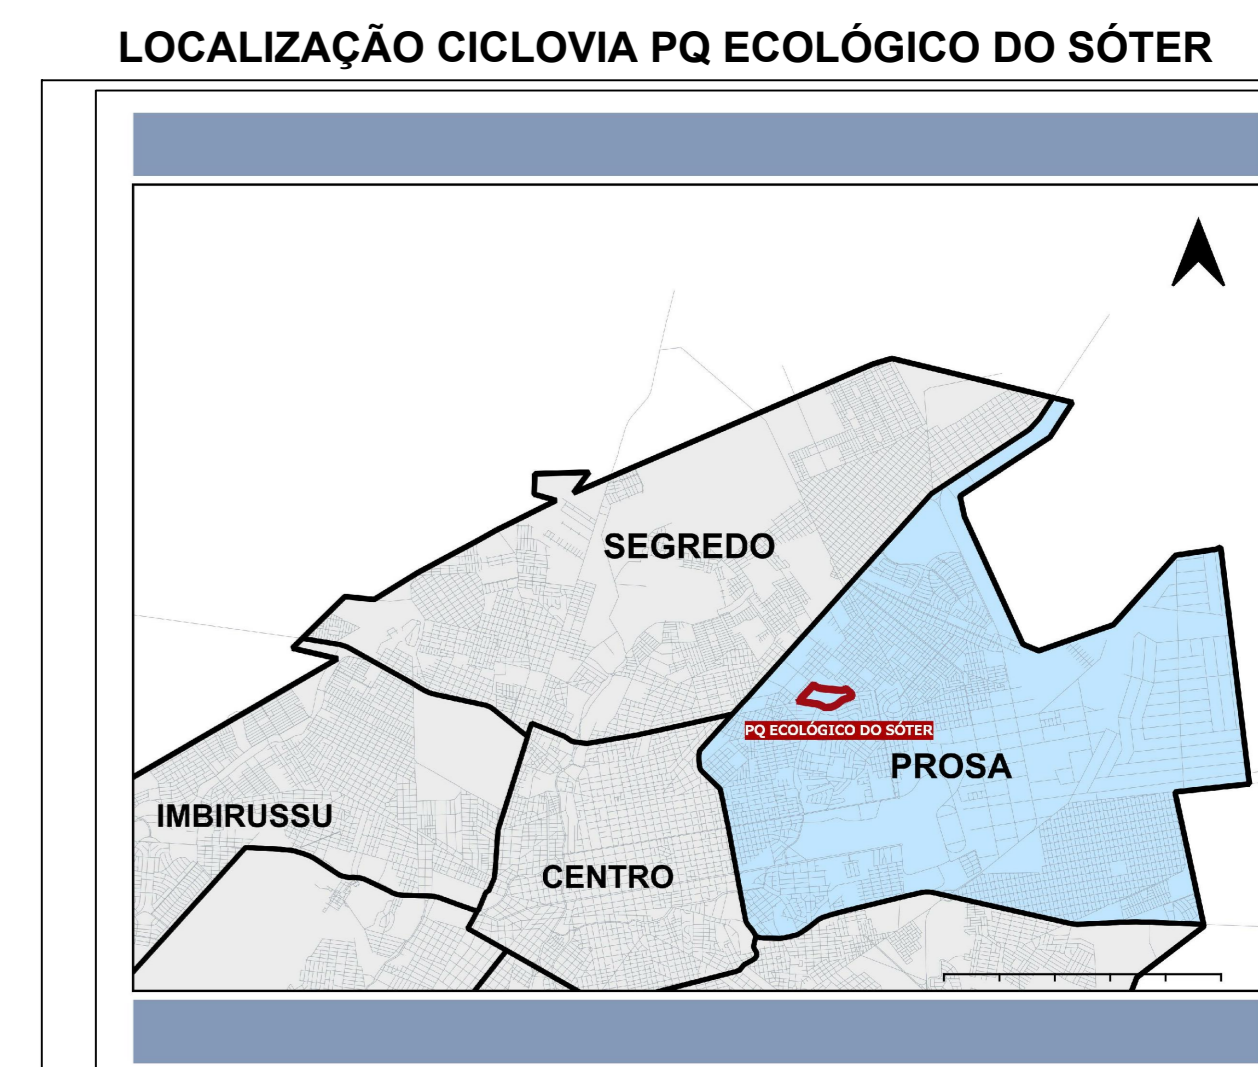 LOCALIZAÇÃO CICLOVIA PQ ECOLÓGICO DO SÓTER
SEGREDO
PQ ECOLÓGICO DO SÓTER
PROSA
IMBIRUSSU
CENTRO